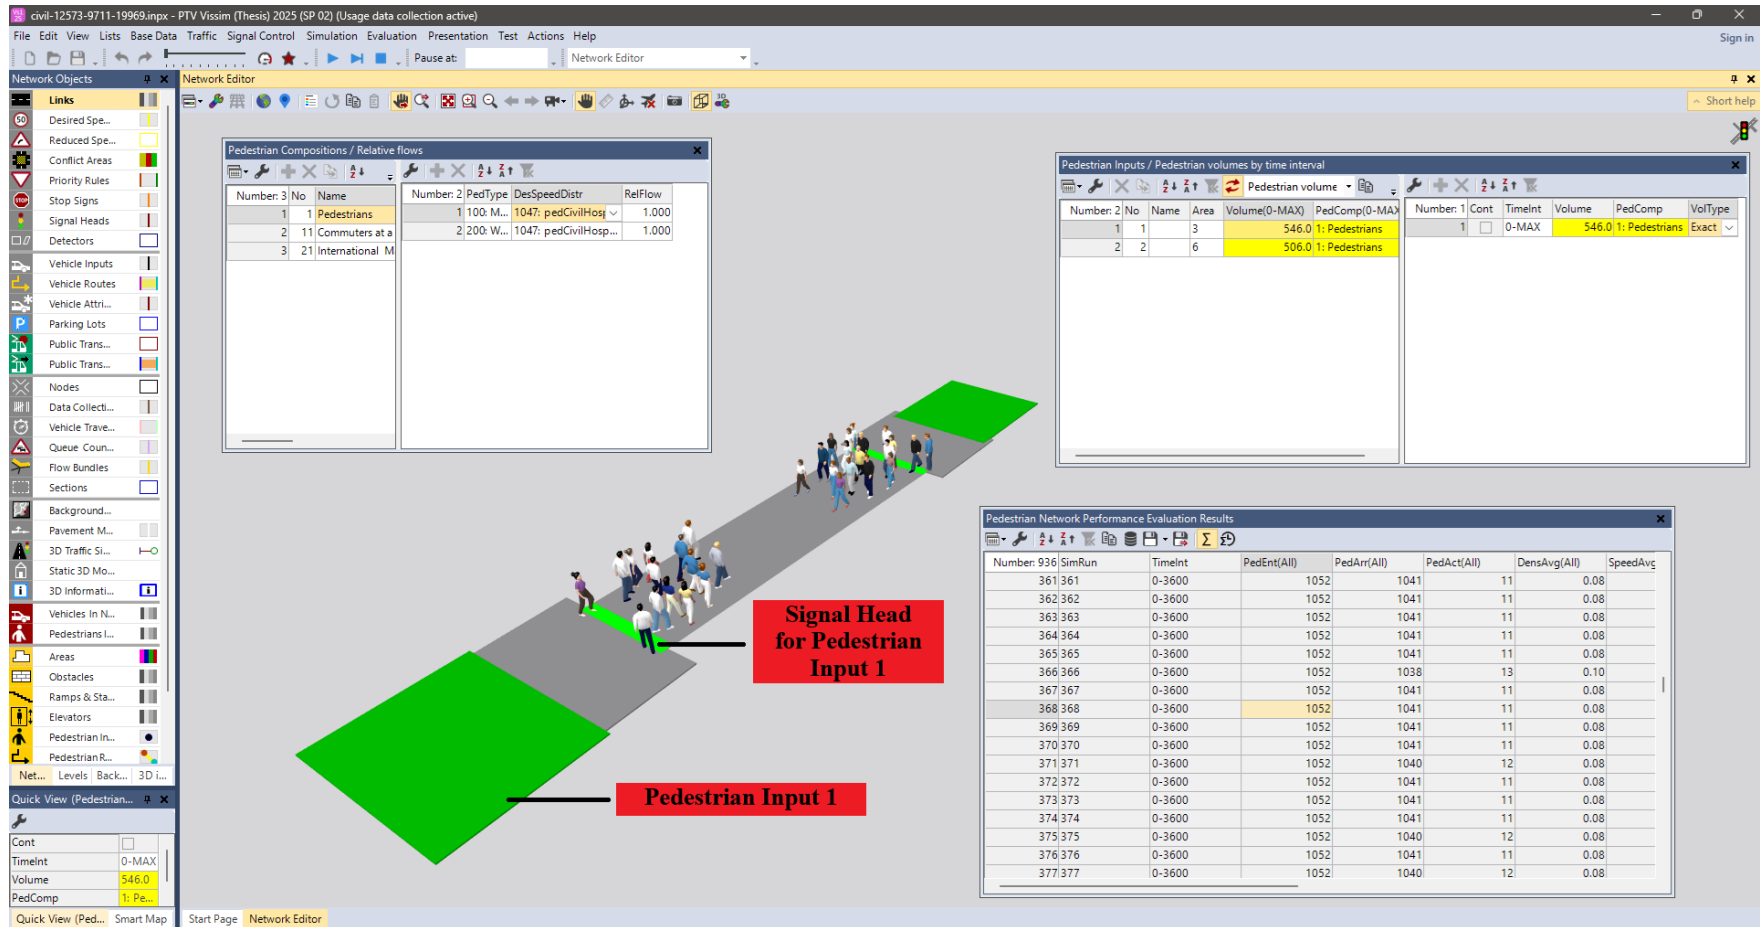 civil-12573-9711-19969.inpx - PTV Vissim (Thesis) 2025 (SP 02) (Usage data collection active)
File Edit View Lists Base Data Traffic Signal Control Simulation Evaluation Presentation Test Actions Help
Sign in
Pause at:
Network Editor
Network Objects
Links
Desired Spe...
Reduced Spe...
Conflict Areas
Priority Rules
Stop Signs
Signal Heads
Detectors
Vehicle Inputs
Vehicle Routes
Vehicle Attri...
Parking Lots
Public Trans...
Public Trans...
Nodes
Data Collecti...
Vehicle Trave...
Queue Coun...
Flow Bundles
Sections
Background...
Pavement M...
3D Traffic Si...
Static 3D Mo...
3D Informati...
Vehicles In N...
Pedestrians I...
Areas
Obstacles
Ramps & Sta...
Elevators
Pedestrian In...
Pedestrian R...
Net... Levels Back... 3D i...
Quick View (Pedestrian...
Cont
TimeInt 0-MAX
Volume 546.0
PedComp 1: Pe...
Quick View (Ped... Smart Map
Network Editor
Short help
Pedestrian Compositions / Relative flows
Number: 3 No Name
1 1 Pedestrians
2 11 Commuters at a
3 21 International M
Number: 2 PedType DesSpeedDistr RelFlow
1 100: M... 1047: pedCivilHosp 1.000
2 200: W... 1047: pedCivilHosp... 1.000
Pedestrian Inputs / Pedestrian volumes by time interval
Pedestrian volume
Number: 2 No Name Area Volume(0-MAX) PedComp(0-MAX
1 1 3 546.0 1: Pedestrians
2 2 6 506.0 1: Pedestrians
Number: 1 Cont TimeInt Volume PedComp VolType
1 0-MAX 546.0 1: Pedestrians Exact
Signal Head
for Pedestrian
Input 1
Pedestrian Input 1
Pedestrian Network Performance Evaluation Results
Number: 936 SimRun TimeInt PedEnt(All) PedArr(All) PedAct(All) DensAvg(All) SpeedAvg
361 361 0-3600 1052 1041 11 0.08
362 362 0-3600 1052 1041 11 0.08
363 363 0-3600 1052 1041 11 0.08
364 364 0-3600 1052 1041 11 0.08
365 365 0-3600 1052 1041 11 0.08
366 366 0-3600 1052 1038 13 0.10
367 367 0-3600 1052 1041 11 0.08
368 368 0-3600 1052 1041 11 0.08
369 369 0-3600 1052 1041 11 0.08
370 370 0-3600 1052 1041 11 0.08
371 371 0-3600 1052 1040 12 0.08
372 372 0-3600 1052 1041 11 0.08
373 373 0-3600 1052 1041 11 0.08
374 374 0-3600 1052 1041 11 0.08
375 375 0-3600 1052 1040 12 0.08
376 376 0-3600 1052 1041 11 0.08
377 377 0-3600 1052 1040 12 0.08
Start Page Network Editor